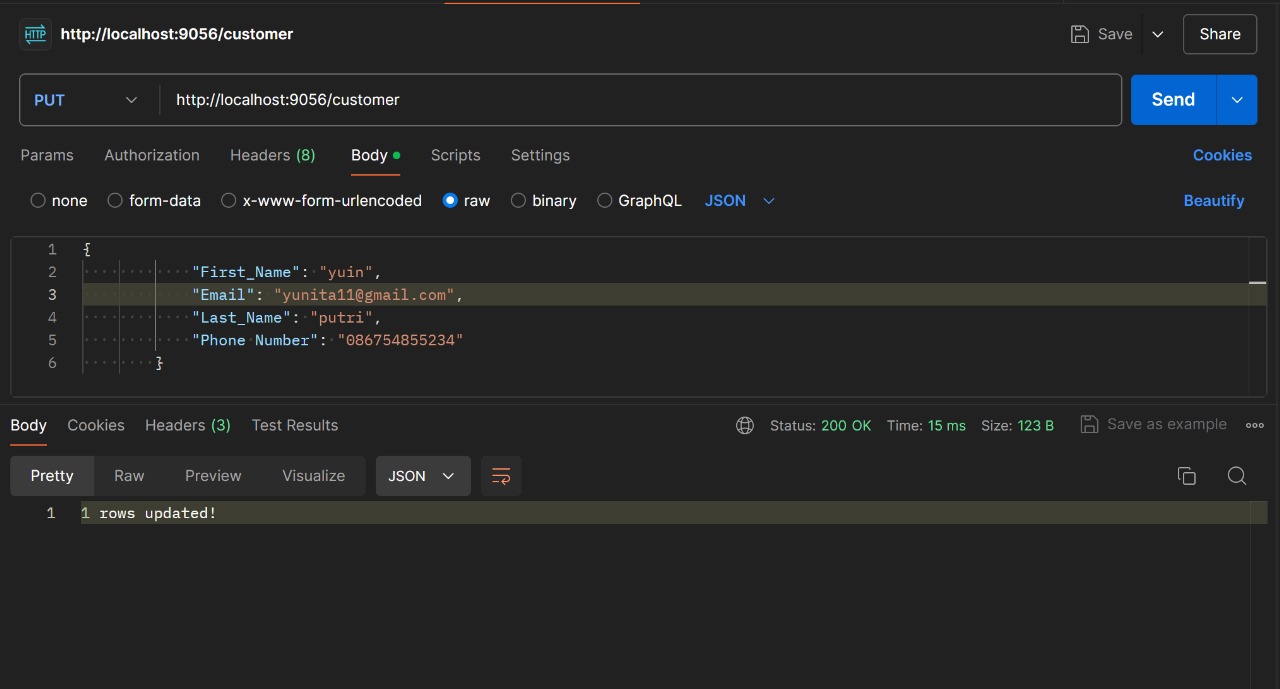 HTTP http://localhost:9056/customer Save Share
PUT http://localhost:9056/customer Send
Params Authorization Headers (8) Body Scripts Settings Cookies
none form-data x-www-form-urlencoded raw binary GraphQL JSON Beautify
1 {
2 "First_Name": "yuin",
3 "Email": "yunita11@gmail.com",
4 "Last_Name": "putri",
5 "Phone Number": "086754855234"
6 }
Body Cookies Headers (3) Test Results Status: 200 OK Time: 15 ms Size: 123 B Save as example
Pretty Raw Preview Visualize JSON
1 1 rows updated!